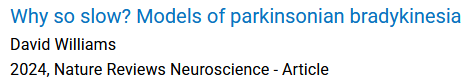 Why so slow? Models of parkinsonian bradykinesia
David Williams
2024, Nature Reviews Neuroscience - Article